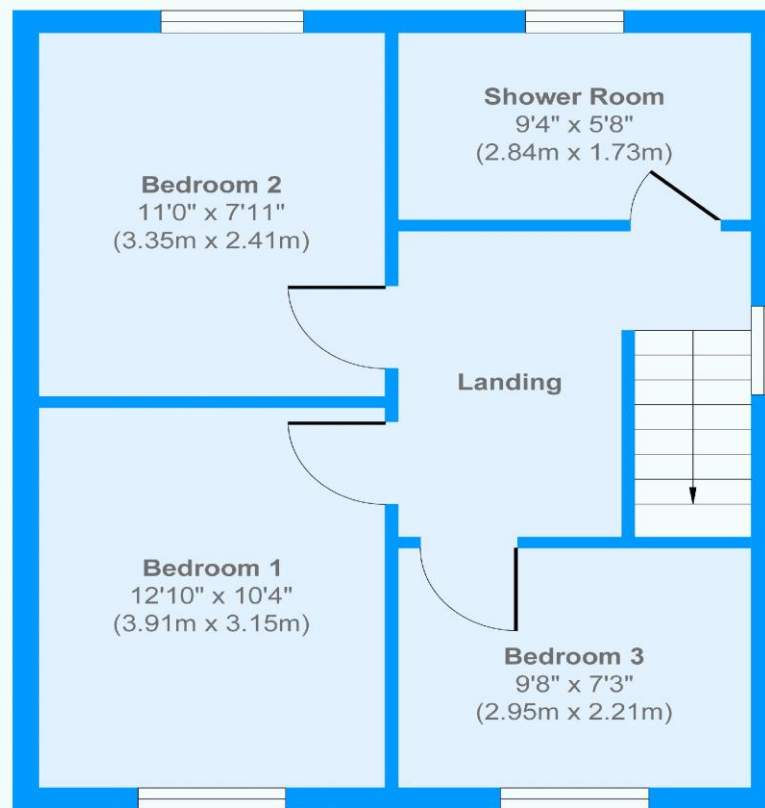 Shower Room
9'4" x 5'8"
(2.84m x 1.73m)
Bedroom 2
11'0" x 7'11"
(3.35m x 2.41m)
Landing
Bedroom 1
12'10" x 10'4"
(3.91m x 3.15m)
Bedroom 3
9'8" x 7'3"
(2.95m x 2.21m)